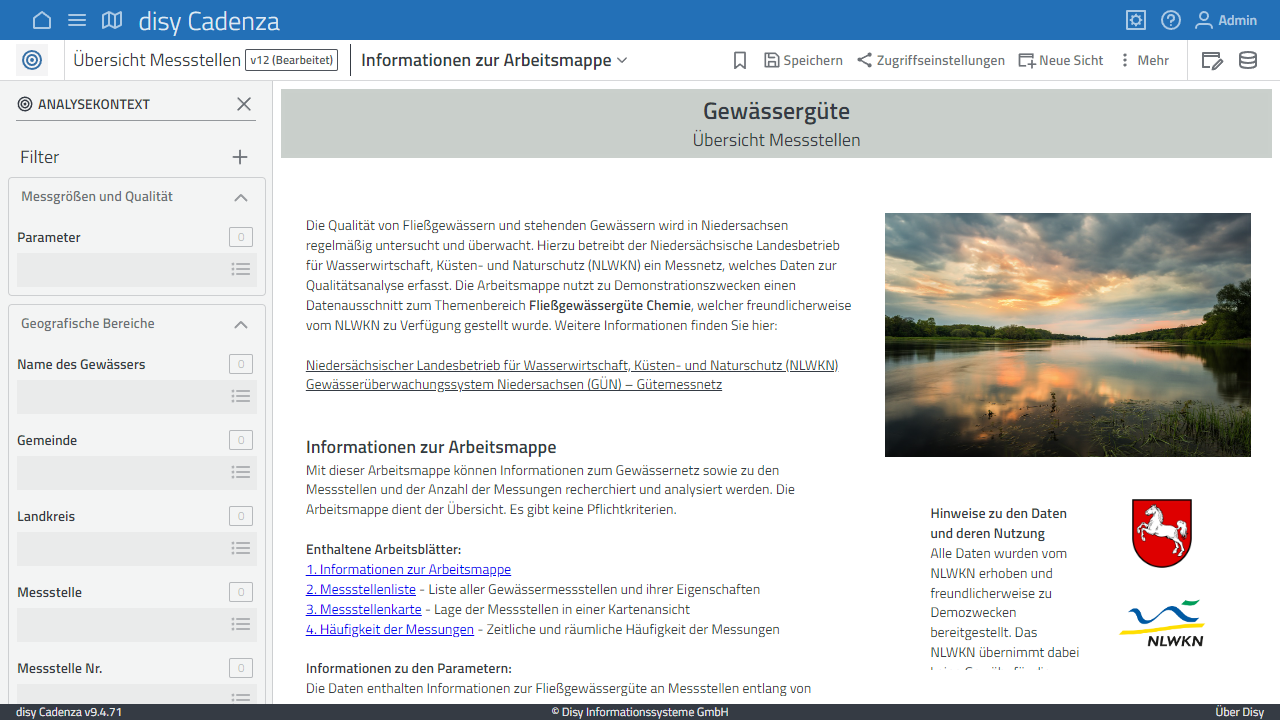 disy Cadenza
Admin
Übersicht Messstellen v12 (Bearbeitet)
Informationen zur Arbeitsmappe
Speichern
Zugriffseinstellungen
Neue Sicht
Mehr
ANALYSEKONTEXT
Filter
Messgrößen und Qualität
Parameter 0
Geografische Bereiche
Name des Gewässers 0
Gemeinde 0
Landkreis 0
Messstelle 0
Messstelle Nr. 0
Gewässergüte
Übersicht Messstellen
Die Qualität von Fließgewässern und stehenden Gewässern wird in Niedersachsen
regelmäßig untersucht und überwacht. Hierzu betreibt der Niedersächsische Landesbetrieb
für Wasserwirtschaft, Küsten- und Naturschutz (NLWKN) ein Messnetz, welches Daten zur
Qualitätsanalyse erfasst. Die Arbeitsmappe nutzt zu Demonstrationszwecken einen
Datenausschnitt zum Themenbereich Fließgewässergüte Chemie, welcher freundlicherweise
vom NLWKN zu Verfügung gestellt wurde. Weitere Informationen finden Sie hier:
Niedersächsischer Landesbetrieb für Wasserwirtschaft, Küsten- und Naturschutz (NLWKN)
Gewässerüberwachungssystem Niedersachsen (GÜN) – Gütemessnetz
Informationen zur Arbeitsmappe
Mit dieser Arbeitsmappe können Informationen zum Gewässernetz sowie zu den
Messstellen und der Anzahl der Messungen recherchiert und analysiert werden. Die
Arbeitsmappe dient der Übersicht. Es gibt keine Pflichtkriterien.
Enthaltene Arbeitsblätter:
1. Informationen zur Arbeitsmappe
2. Messstellenliste - Liste aller Gewässermessstellen und ihrer Eigenschaften
3. Messstellenkarte - Lage der Messstellen in einer Kartenansicht
4. Häufigkeit der Messungen - Zeitliche und räumliche Häufigkeit der Messungen
Informationen zu den Parametern:
Die Daten enthalten Informationen zur Fließgewässergüte an Messstellen entlang von
Hinweise zu den Daten
und deren Nutzung
Alle Daten wurden vom
NLWKN erhoben und
freundlicherweise zu
Demozwecken
bereitgestellt. Das
NLWKN übernimmt dabei
NLWKN
disy Cadenza v9.4.71
© Disy Informationssysteme GmbH
Über Disy